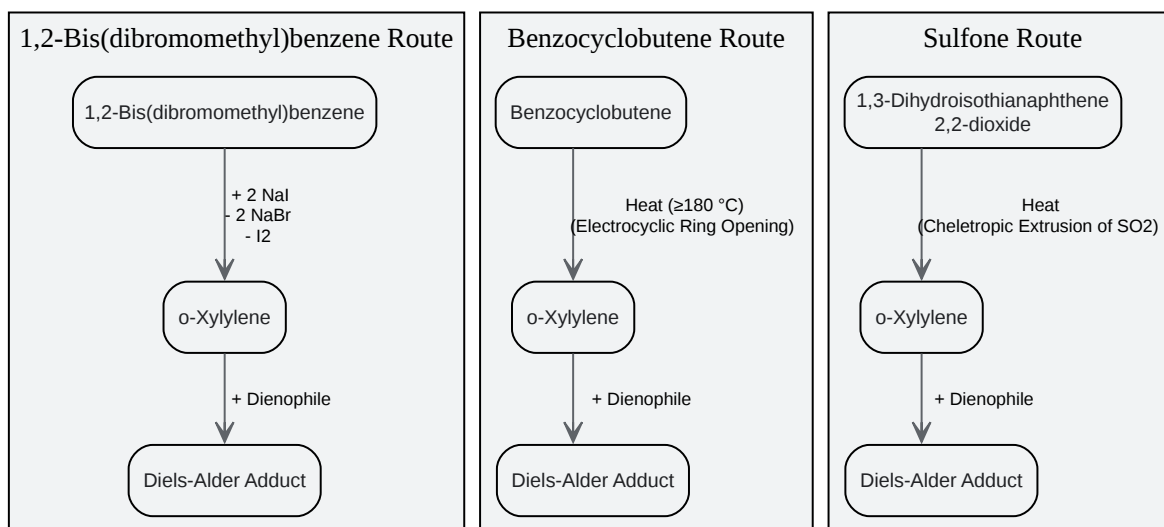 1,2-Bis(dibromomethyl)benzene Route
1,2-Bis(dibromomethyl)benzene
+ 2 NaI
- 2 NaBr
- I2
o-Xylylene
+ Dienophile
Diels-Alder Adduct
Benzocyclobutene Route
Benzocyclobutene
Heat (≥180 °C)
(Electrocyclic Ring Opening)
o-Xylylene
+ Dienophile
Diels-Alder Adduct
Sulfone Route
1,3-Dihydroisothianaphthene
2,2-dioxide
Heat
(Cheletropic Extrusion of SO2)
o-Xylylene
+ Dienophile
Diels-Alder Adduct